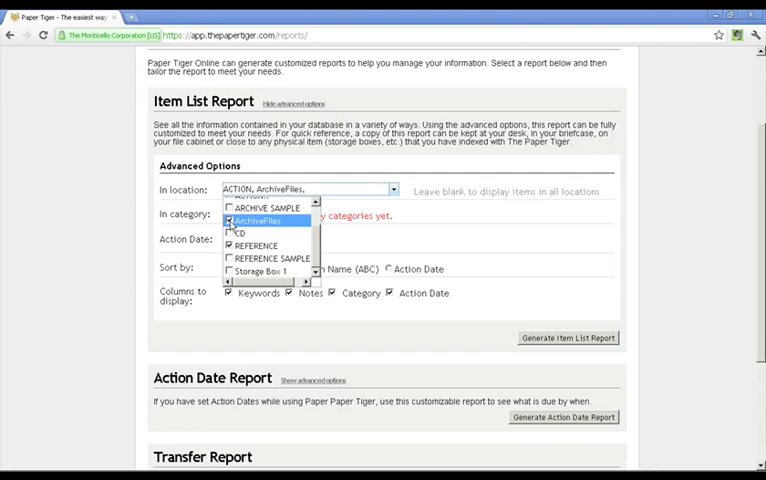 Paper Tiger - The easiest way
The Monticello Corporation [US]
https://app.thepapertiger.com/reports/
Paper Tiger Online can generate customized reports to help you manage your information. Select a report below and then
tailor the report to meet your needs.
Item List Report
Hide advanced options
See all the information contained in your database in a variety of ways. Using the advanced options, this report can be fully
customized to meet your needs. For quick reference, a copy of this report can be kept at your desk, in your briefcase, on
your file cabinet or close to any physical item (storage boxes, etc.) that you have indexed with The Paper Tiger.
Advanced Options
In location:
ACTION, ArchiveFiles,
Leave blank to display items in all locations
ARCHIVE SAMPLE
In category:
y categories yet.
ArchiveFiles
CD
Action Date:
REFERENCE
REFERENCE SAMPLE
Sort by:
Name (ABC)
Action Date
Storage Box 1
Columns to
display:
Keywords
Notes
Category
Action Date
Generate Item List Report
Action Date Report
Show advanced options
If you have set Action Dates while using Paper Paper Tiger, use this customizable report to see what is due by when.
Generate Action Date Report
Transfer Report